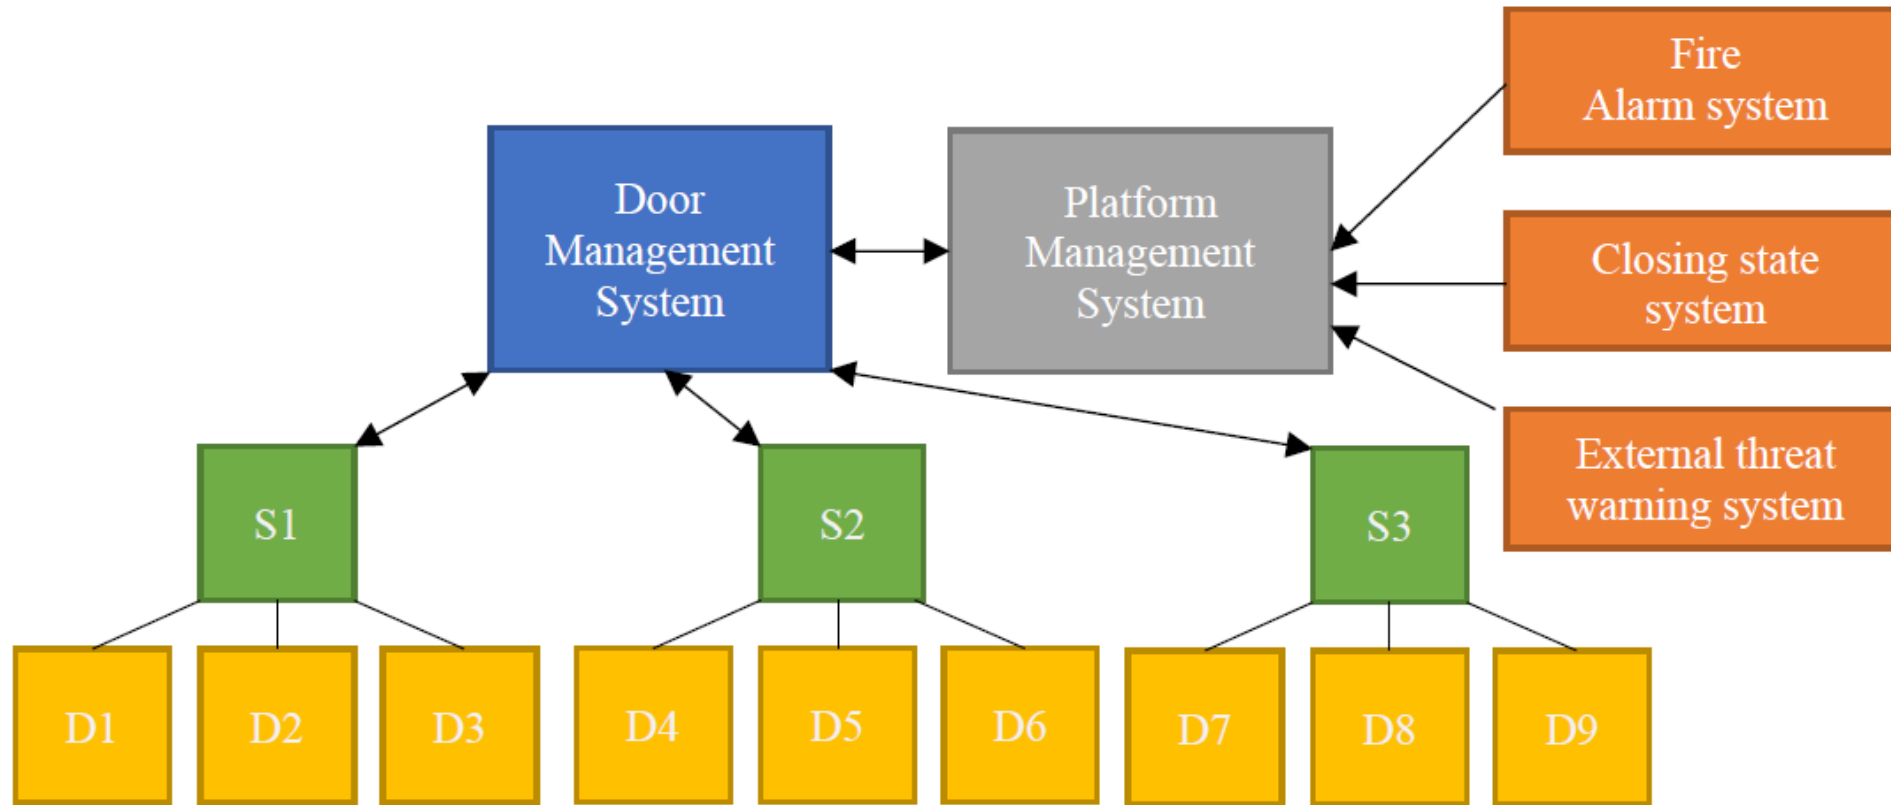 Fire
Alarm system
Door
Management
System
Platform
Management
System
Closing state
system
External threat
warning system
S1
S2
S3
D1
D2
D3
D4
D5
D6
D7
D8
D9